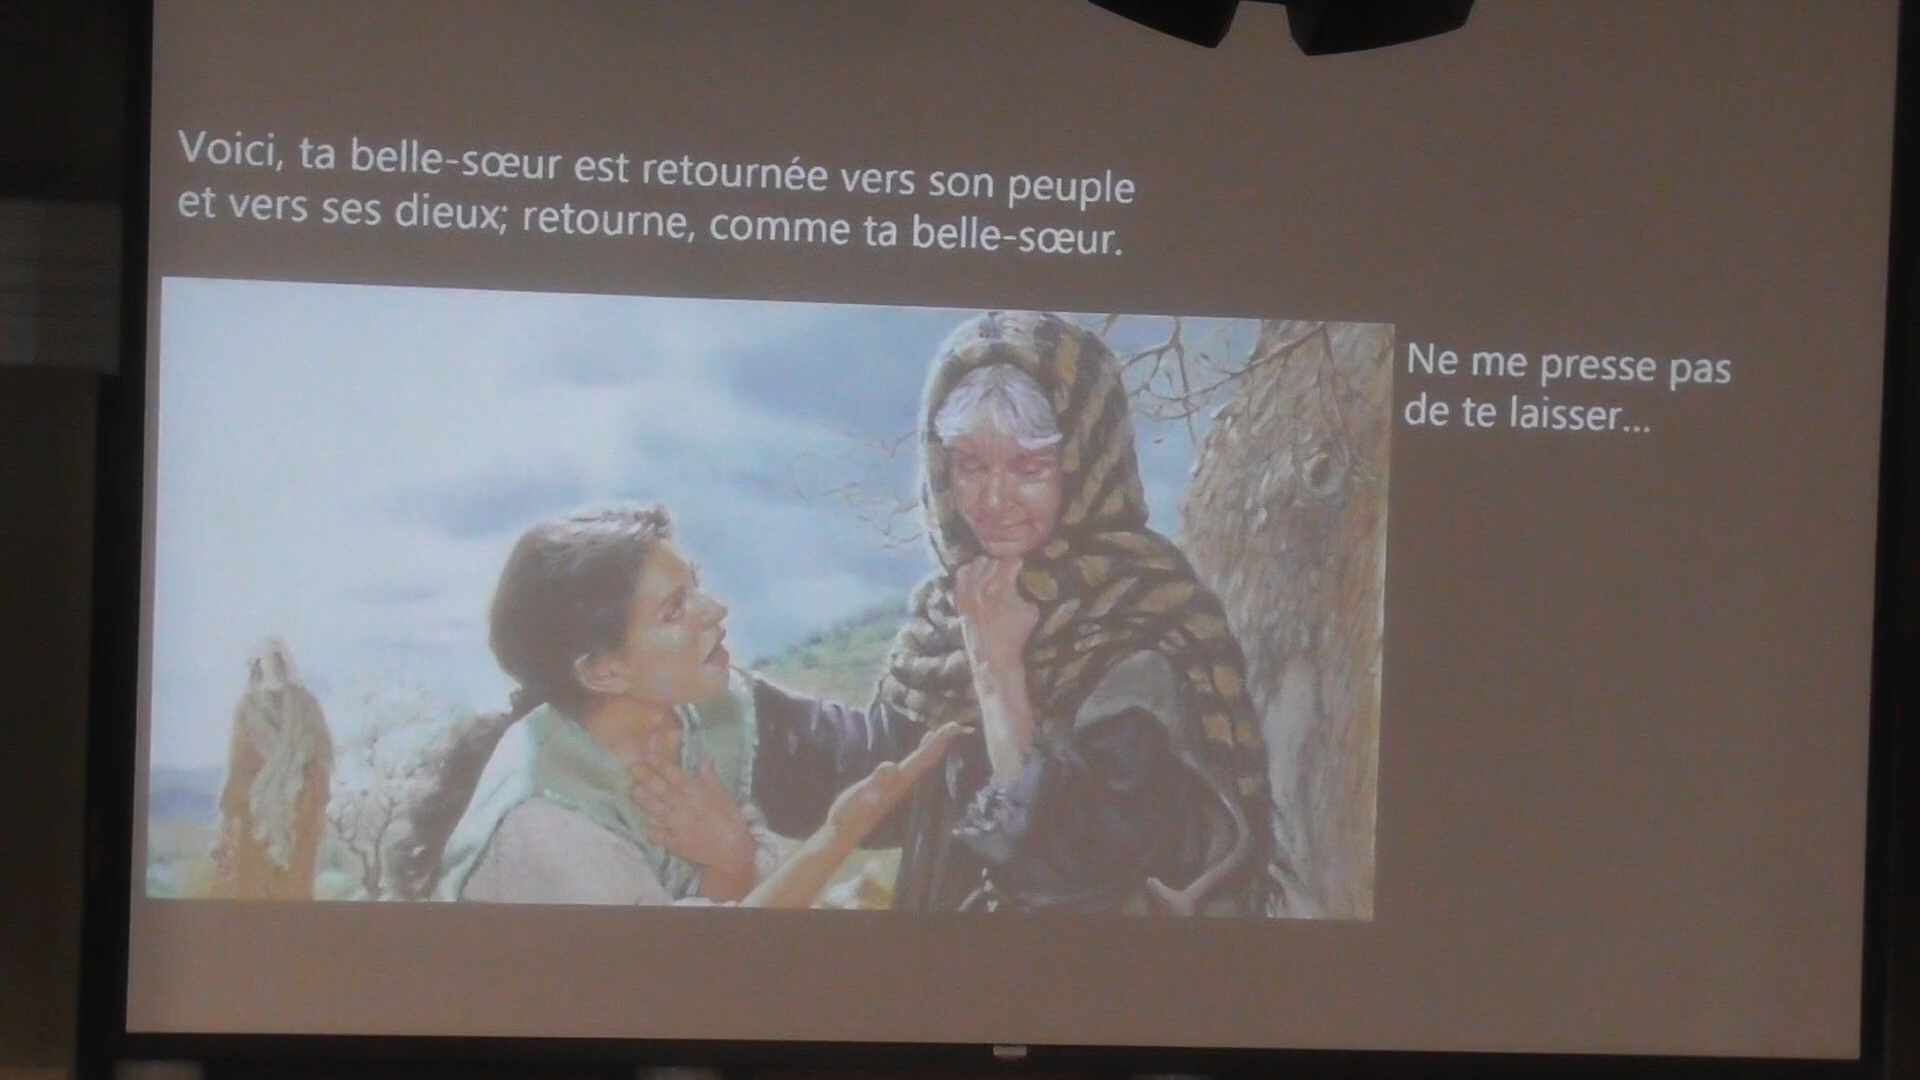 Voici, ta belle-sœur est retournée vers son peuple
et vers ses dieux; retourne, comme ta belle-sœur.
Ne me presse pas
de te laisser...